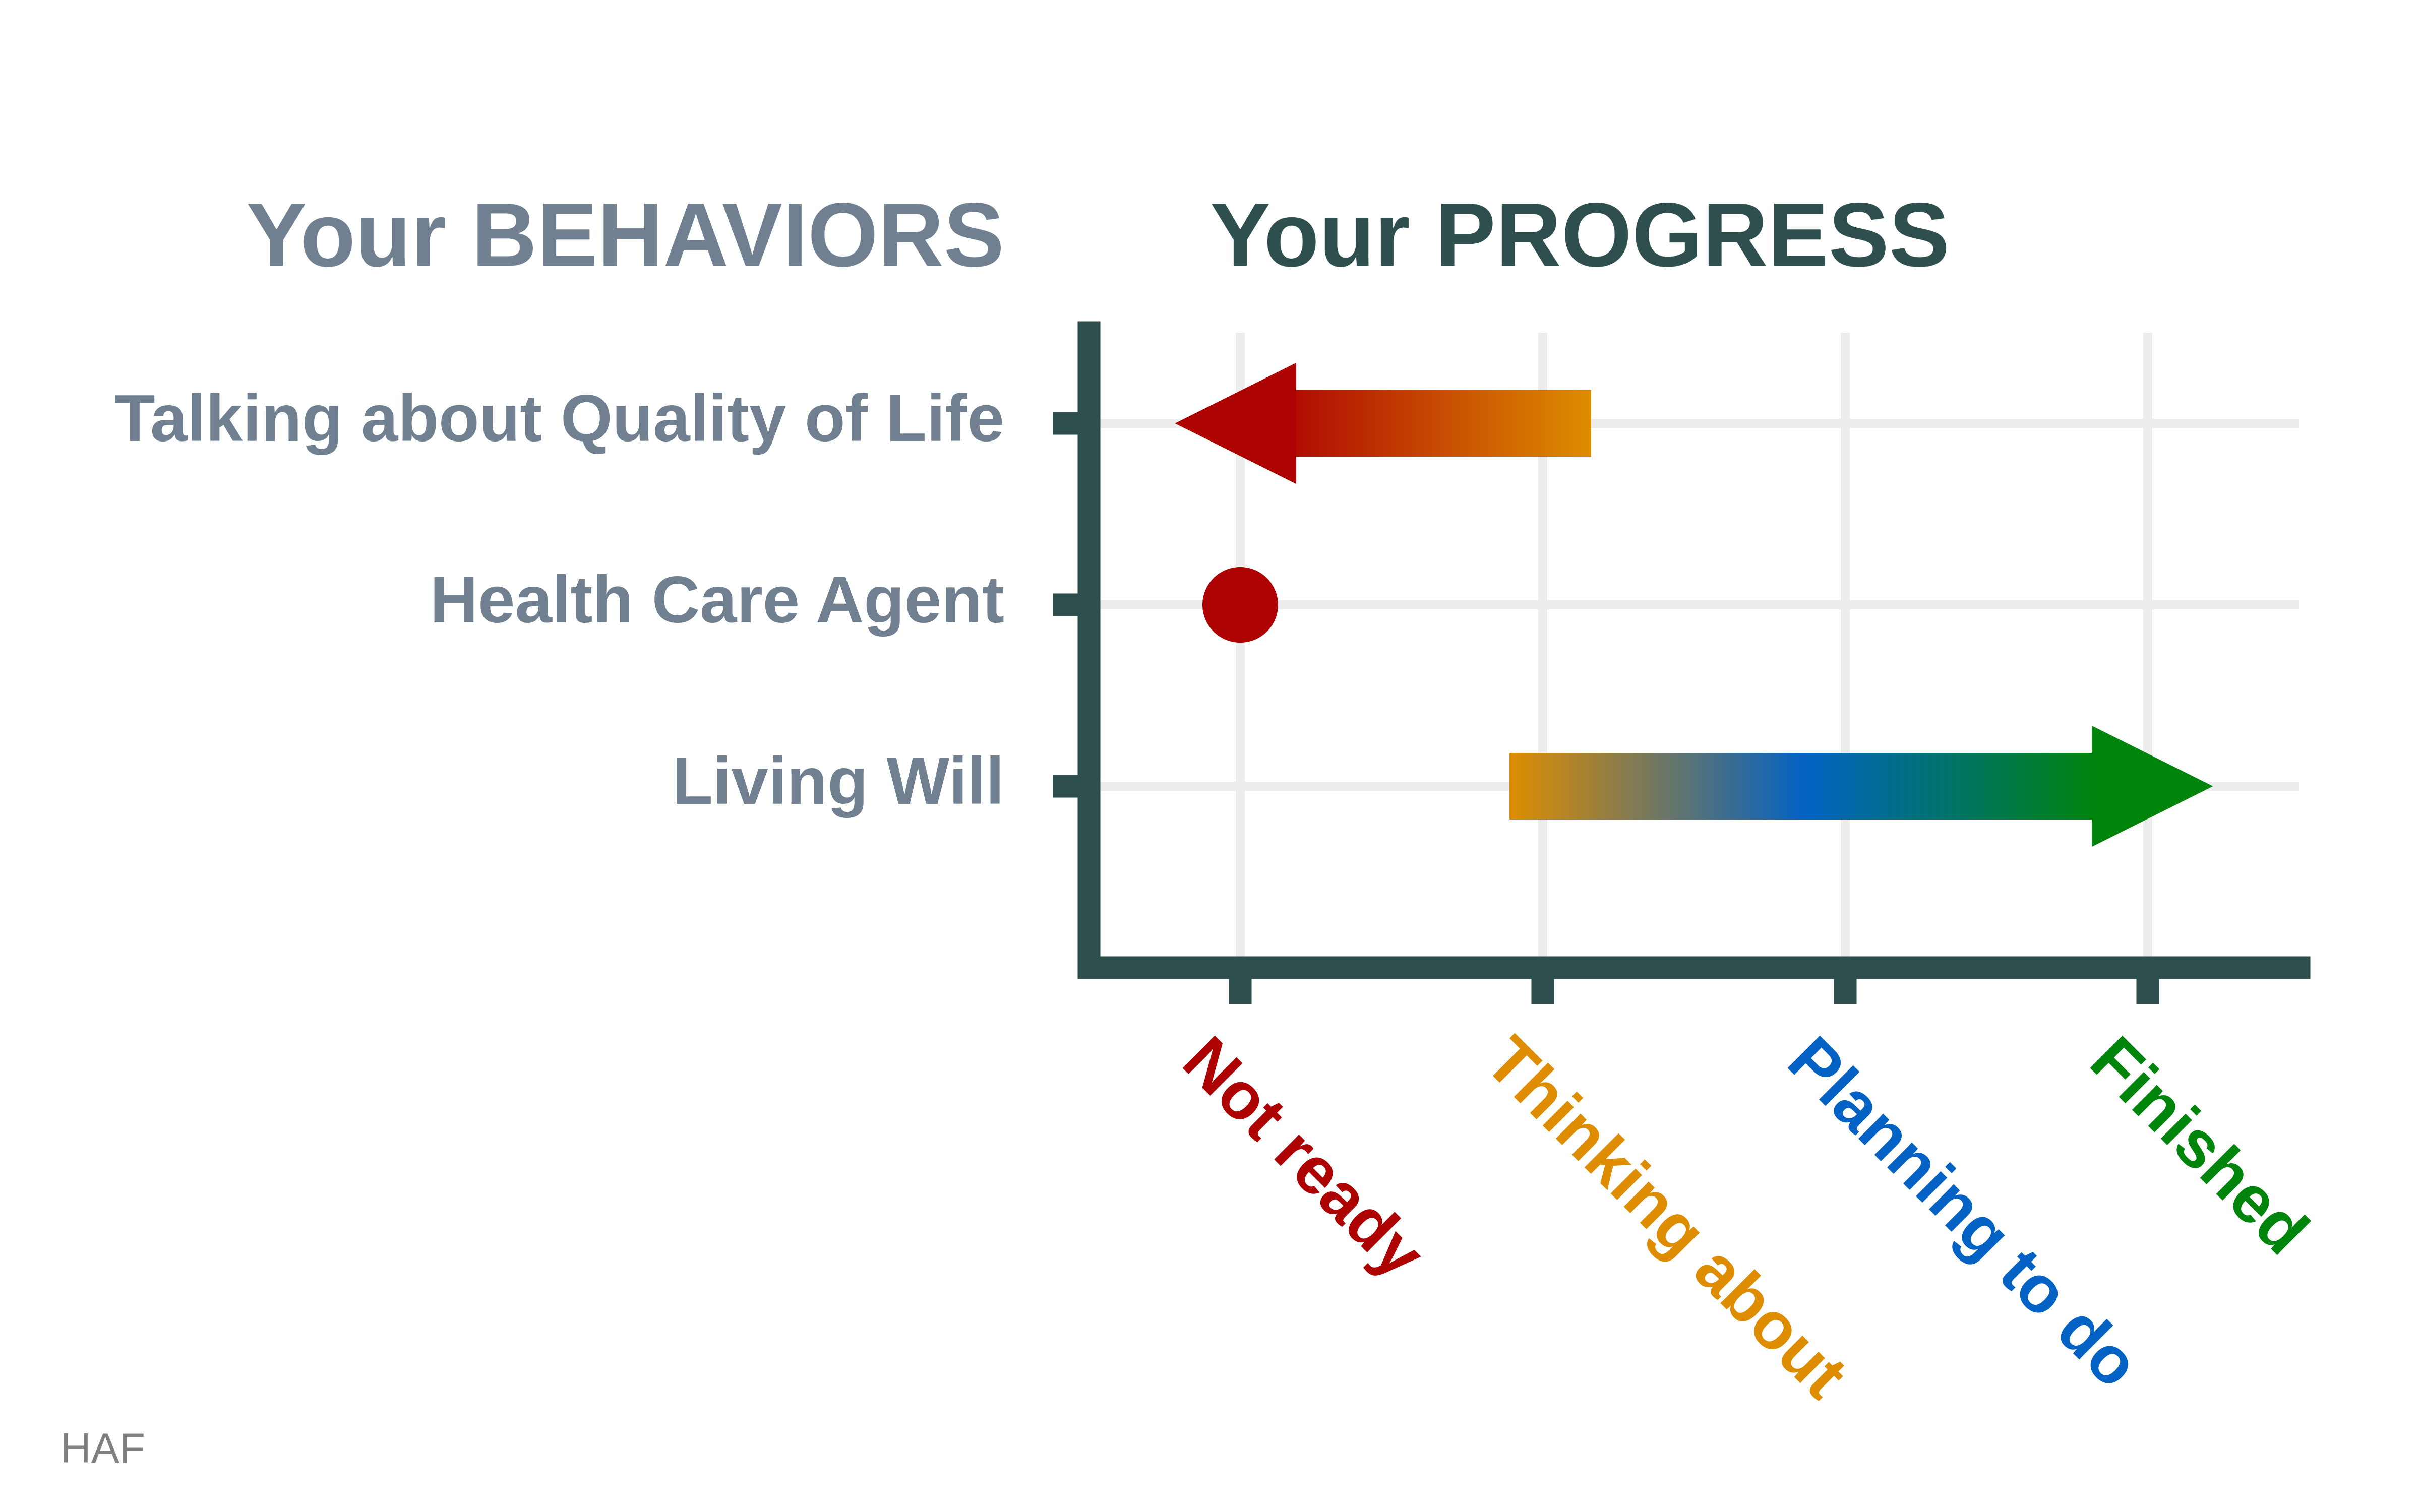 Your BEHAVIORS
Your PROGRESS
Talking about Quality of Life
Health Care Agent
Living Will
Not ready
Thinking about
Planning to do
Finished
HAF